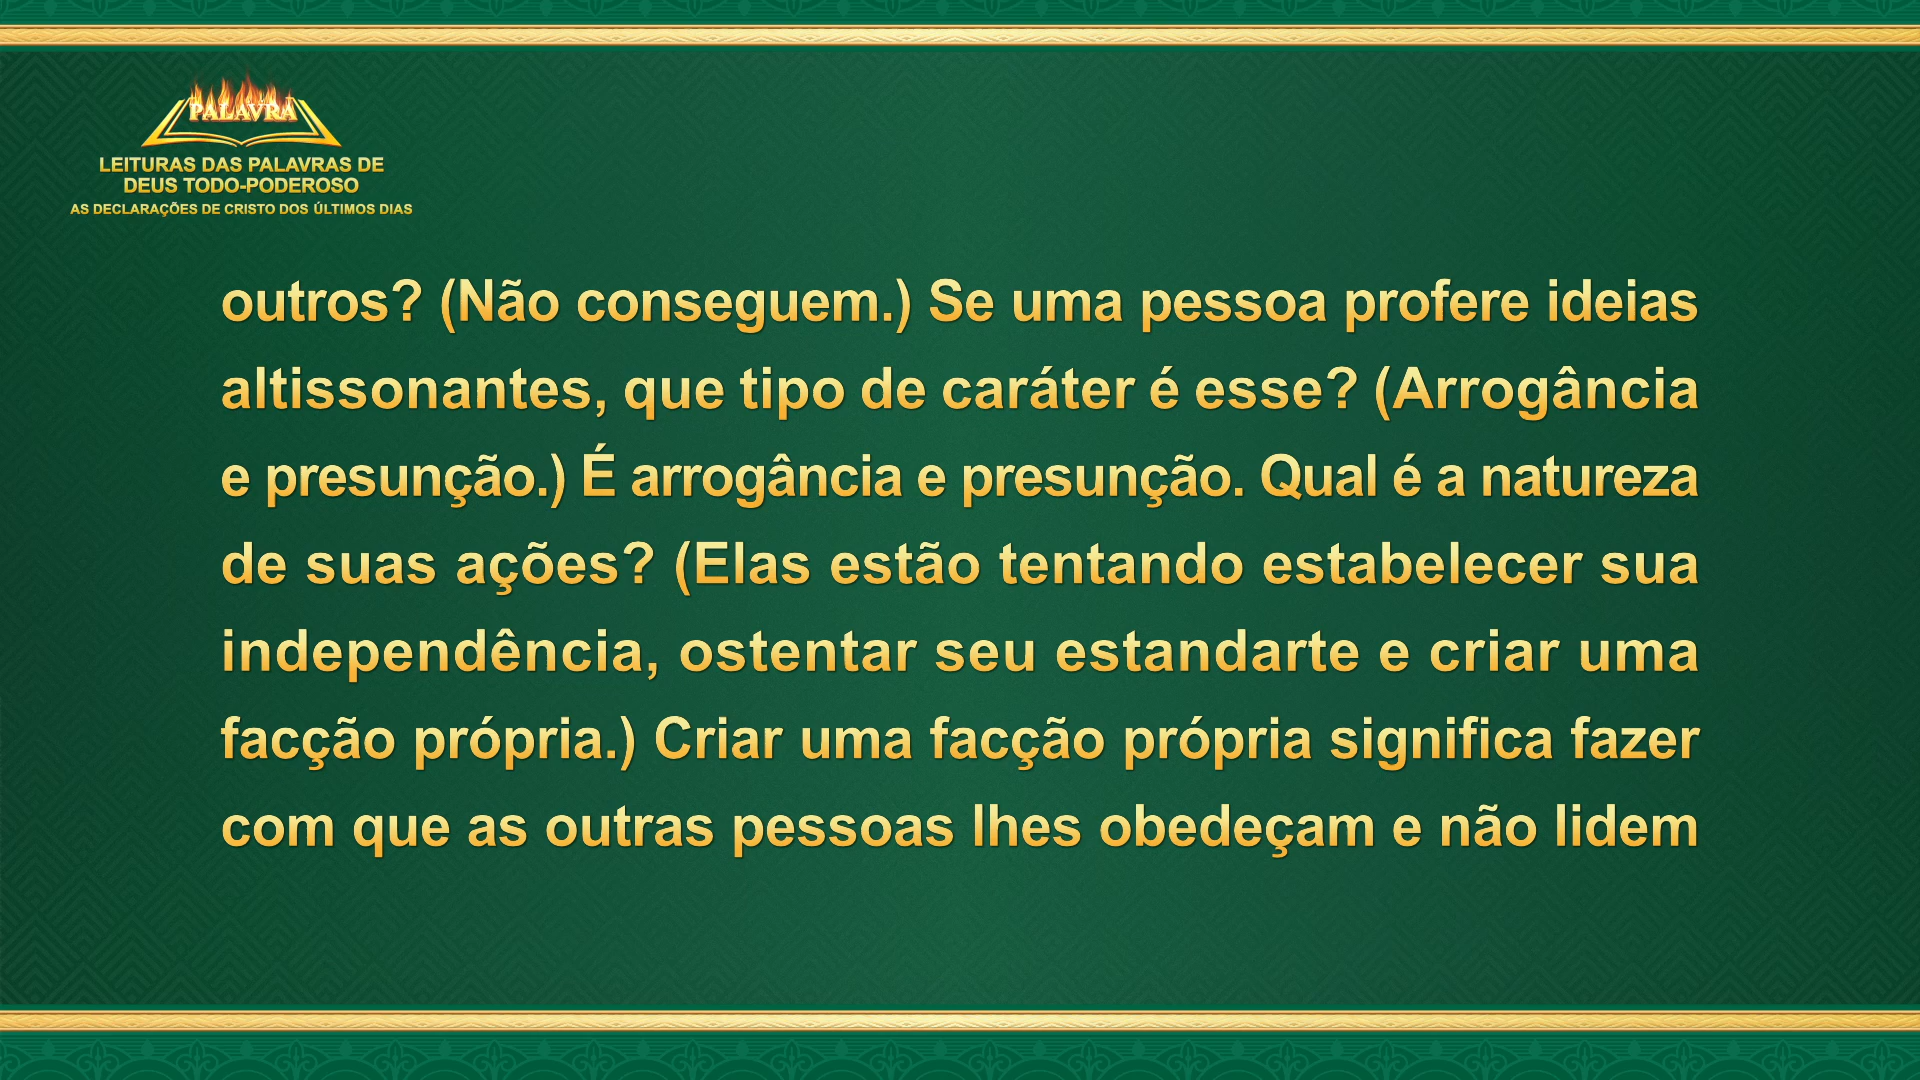 PALAVRA
LEITURAS DAS PALAVRAS DE
DEUS TODO-PODEROSO
AS DECLARAÇÕES DE CRISTO DOS ÚLTIMOS DIAS
outros? (Não conseguem.) Se uma pessoa profere ideias
altissonantes, que tipo de caráter é esse? (Arrogância
e presunção.) É arrogância e presunção. Qual é a natureza
de suas ações? (Elas estão tentando estabelecer sua
independência, ostentar seu estandarte e criar uma
facção própria.) Criar uma facção própria significa fazer
com que as outras pessoas lhes obedeçam e não lidem